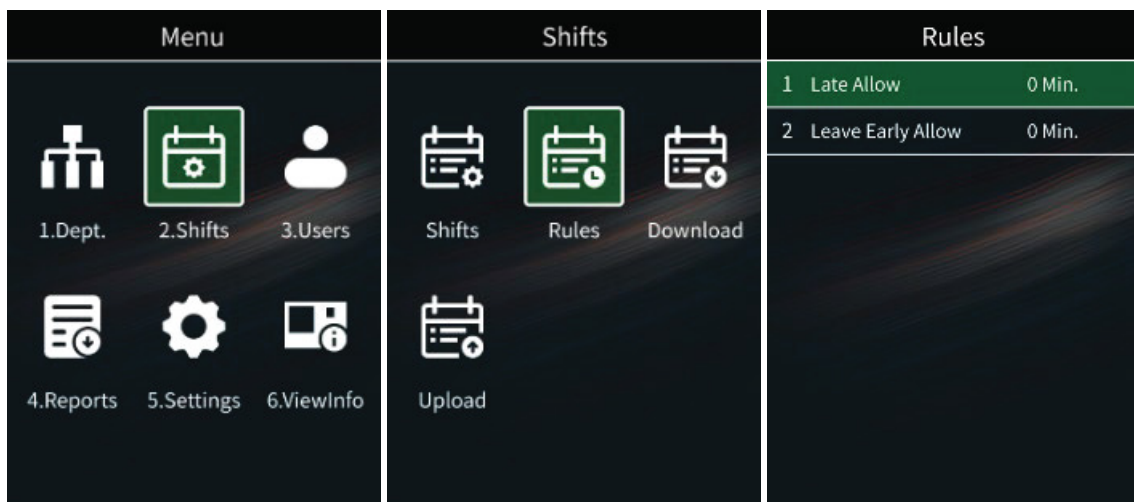 Menu
1.Dept. 2.Shifts 3.Users
4.Reports 5.Settings 6.ViewInfo
Shifts
Shifts Rules Download
Upload
Rules
1 Late Allow 0 Min.
2 Leave Early Allow 0 Min.